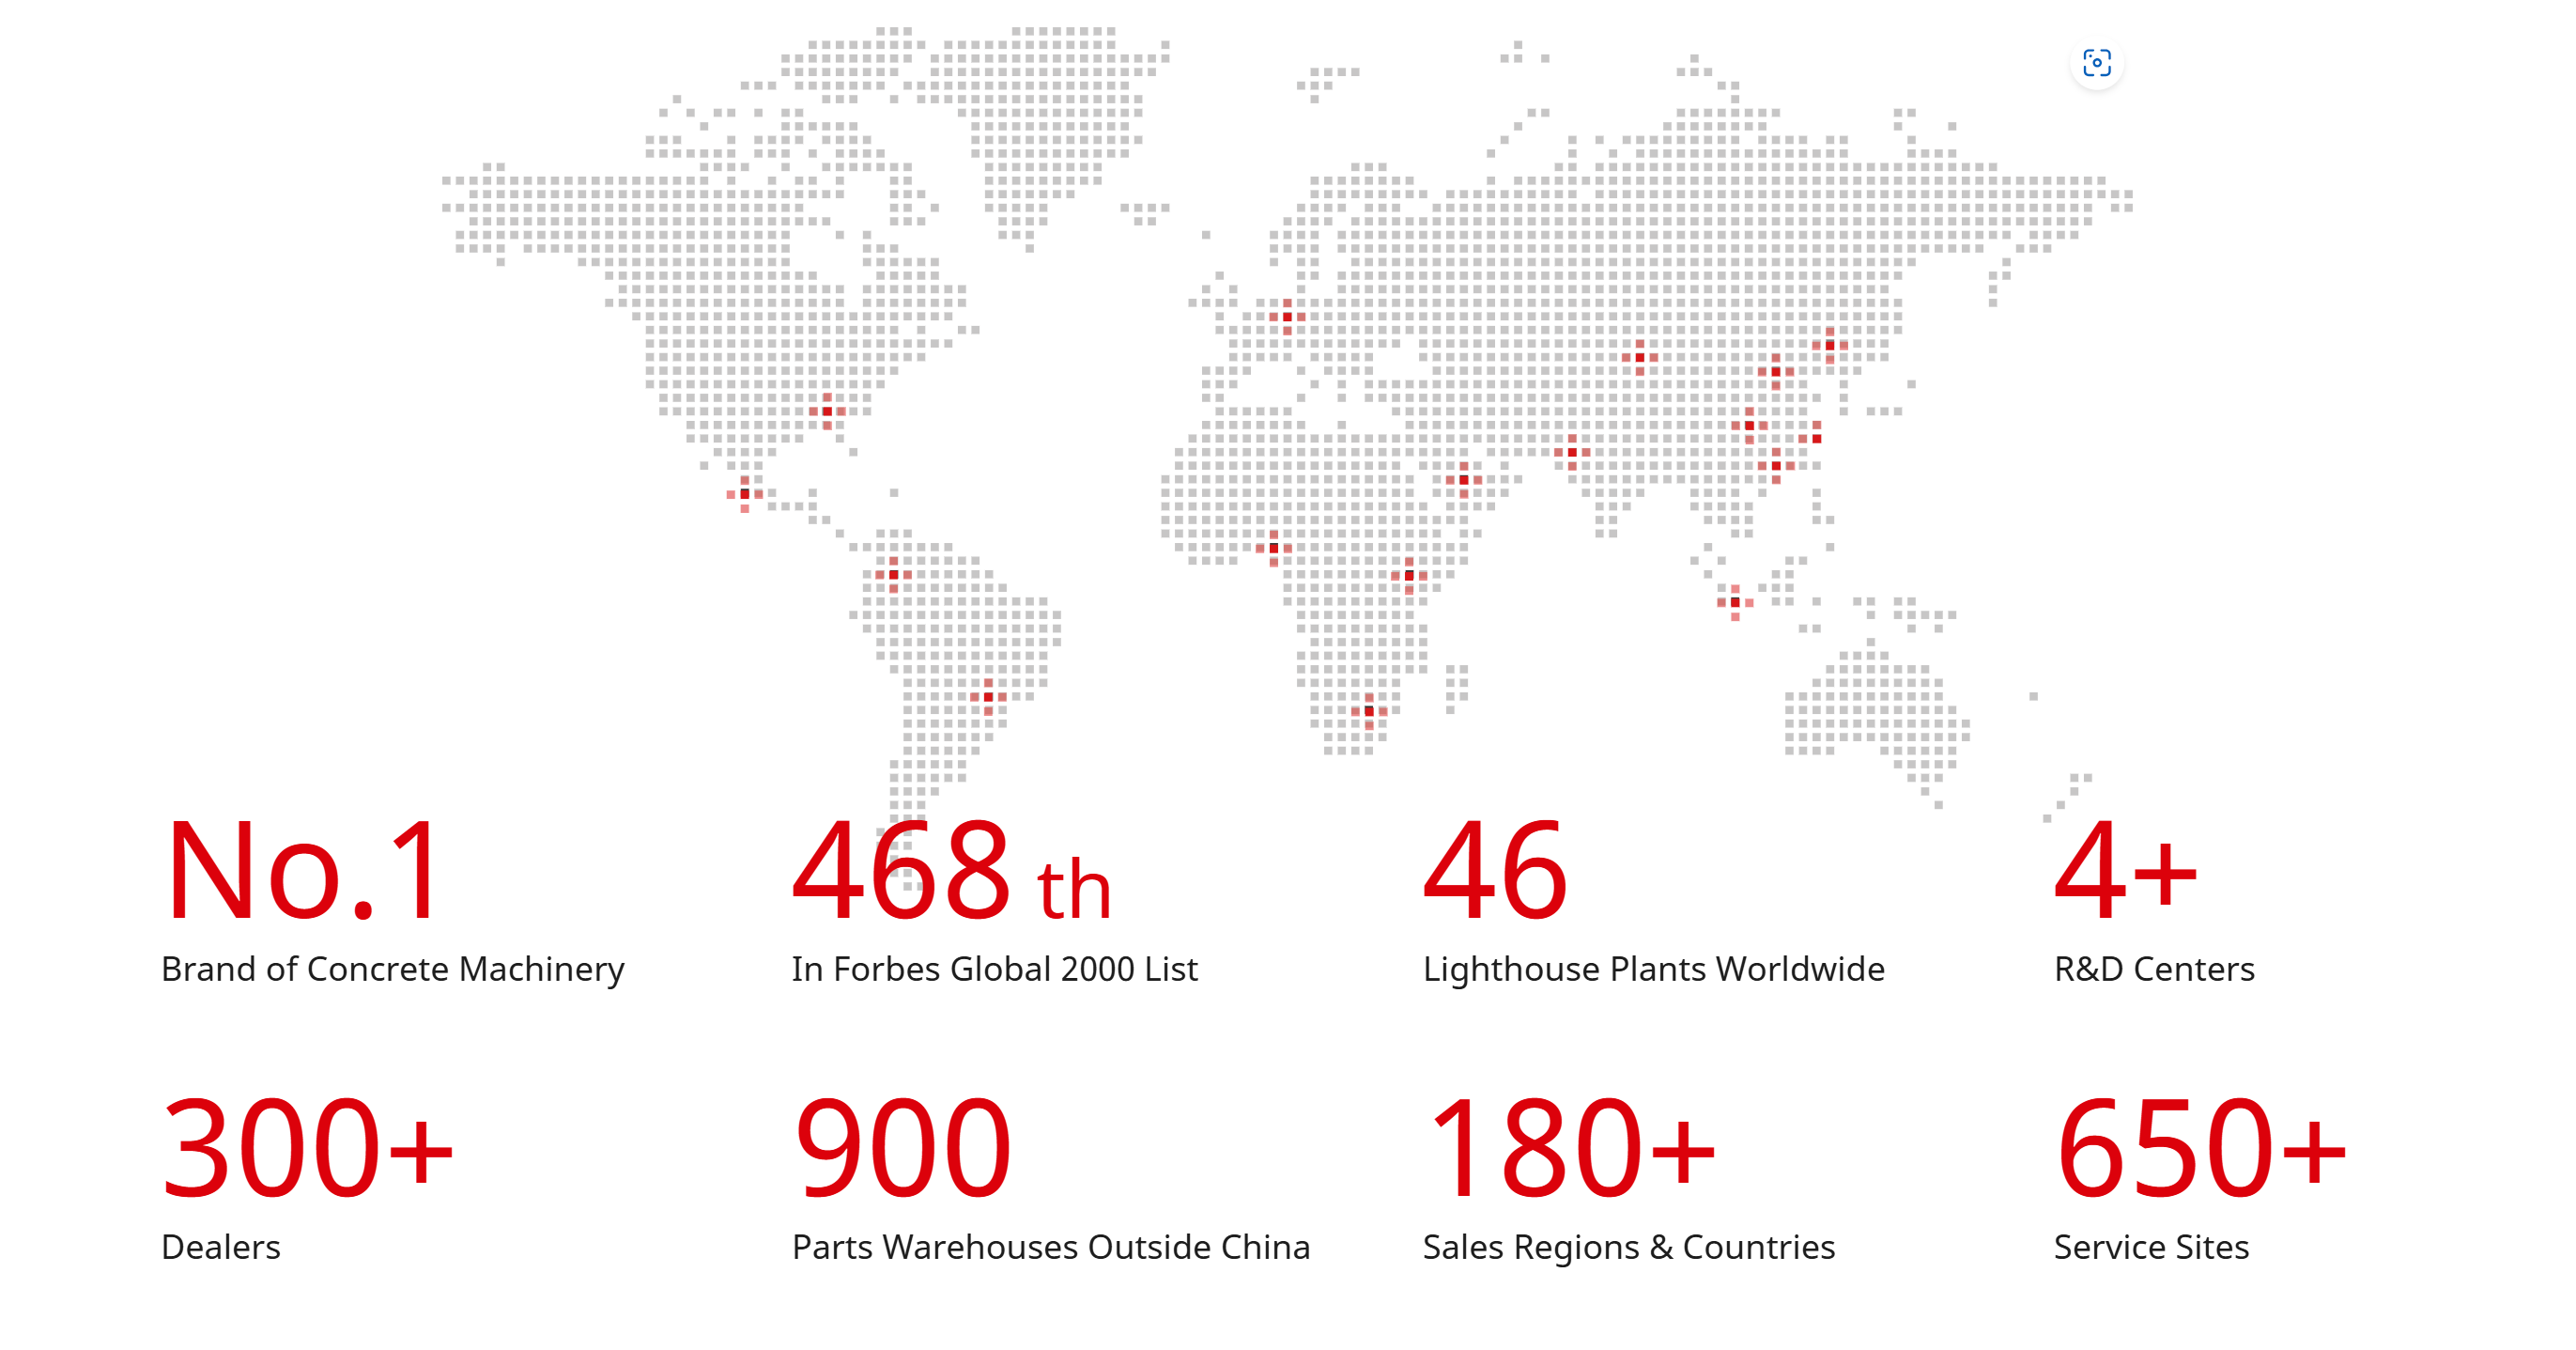 No.1
Brand of Concrete Machinery
468 th
In Forbes Global 2000 List
46
Lighthouse Plants Worldwide
4+
R&D Centers
300+
Dealers
900
Parts Warehouses Outside China
180+
Sales Regions & Countries
650+
Service Sites